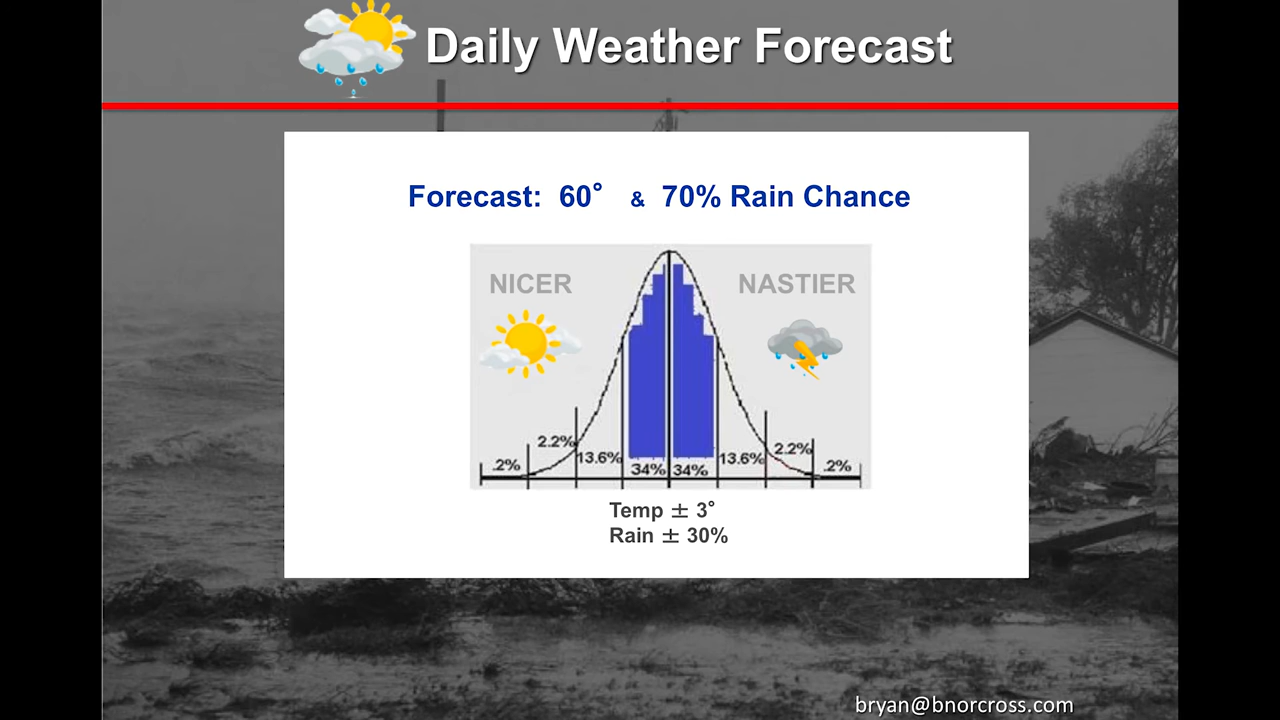 Daily Weather Forecast
Forecast: 60° & 70% Rain Chance
NICER NASTIER
.2% 2.2% 13.6% 34% 34% 13.6% 2.2% .2%
Temp ± 3°
Rain ± 30%
bryan@bnorcross.com